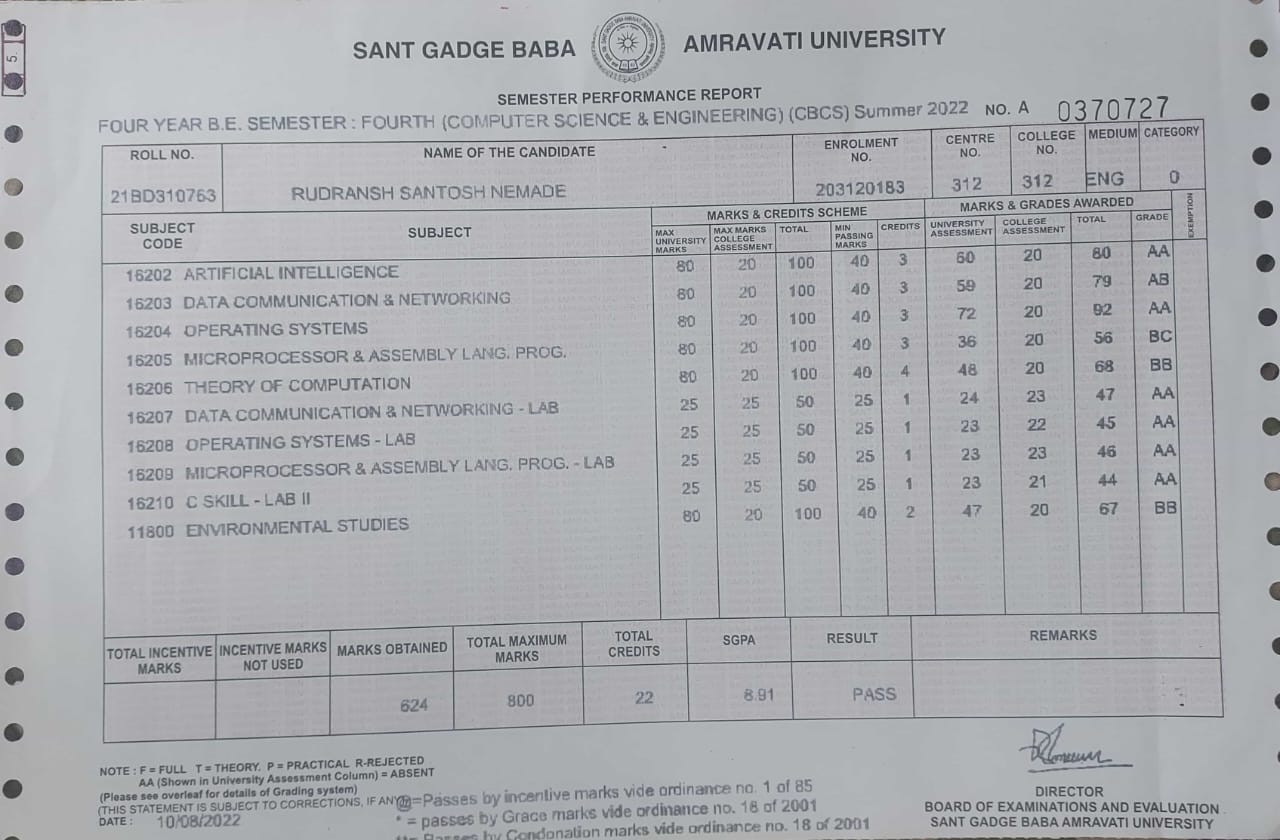 5.
SANT GADGE BABA AMRAVATI UNIVERSITY
SEMESTER PERFORMANCE REPORT
FOUR YEAR B.E. SEMESTER : FOURTH (COMPUTER SCIENCE & ENGINEERING) (CBCS) Summer 2022 NO. A 0370727
ROLL NO. NAME OF THE CANDIDATE ENROLMENT NO. CENTRE NO. COLLEGE NO. MEDIUM CATEGORY
21BD310763 RUDRANSH SANTOSH NEMADE 203120183 312 312 ENG 0
SUBJECT CODE SUBJECT MARKS & CREDITS SCHEME MARKS & GRADES AWARDED EXEMPTION
MAX UNIVERSITY MARKS MAX MARKS COLLEGE ASSESSMENT TOTAL MIN PASSING MARKS CREDITS UNIVERSITY ASSESSMENT COLLEGE ASSESSMENT TOTAL GRADE
16202 ARTIFICIAL INTELLIGENCE 80 20 100 40 3 60 20 80 AA
16203 DATA COMMUNICATION & NETWORKING 80 20 100 40 3 59 20 79 AB
16204 OPERATING SYSTEMS 80 20 100 40 3 72 20 92 AA
16205 MICROPROCESSOR & ASSEMBLY LANG. PROG. 80 20 100 40 3 36 20 56 BC
16206 THEORY OF COMPUTATION 80 20 100 40 4 48 20 68 BB
16207 DATA COMMUNICATION & NETWORKING - LAB 25 25 50 25 1 24 23 47 AA
16208 OPERATING SYSTEMS - LAB 25 25 50 25 1 23 22 45 AA
16209 MICROPROCESSOR & ASSEMBLY LANG. PROG. - LAB 25 25 50 25 1 23 23 46 AA
16210 C SKILL - LAB II 25 25 50 25 1 23 21 44 AA
11800 ENVIRONMENTAL STUDIES 80 20 100 40 2 47 20 67 BB
TOTAL INCENTIVE MARKS INCENTIVE MARKS NOT USED MARKS OBTAINED TOTAL MAXIMUM MARKS TOTAL CREDITS SGPA RESULT REMARKS
624 800 22 8.91 PASS
NOTE : F = FULL T = THEORY. P = PRACTICAL R-REJECTED
AA (Shown in University Assessment Column) = ABSENT
(Please see overleaf for details of Grading system)
(THIS STATEMENT IS SUBJECT TO CORRECTIONS, IF ANY)
DATE : 10/08/2022
@=Passes by incentive marks vide ordinance no. 1 of 85
* = passes by Grace marks vide ordinance no. 18 of 2001
**= Passes by Condonation marks vide ordinance no. 18 of 2001
DIRECTOR
BOARD OF EXAMINATIONS AND EVALUATION
SANT GADGE BABA AMRAVATI UNIVERSITY